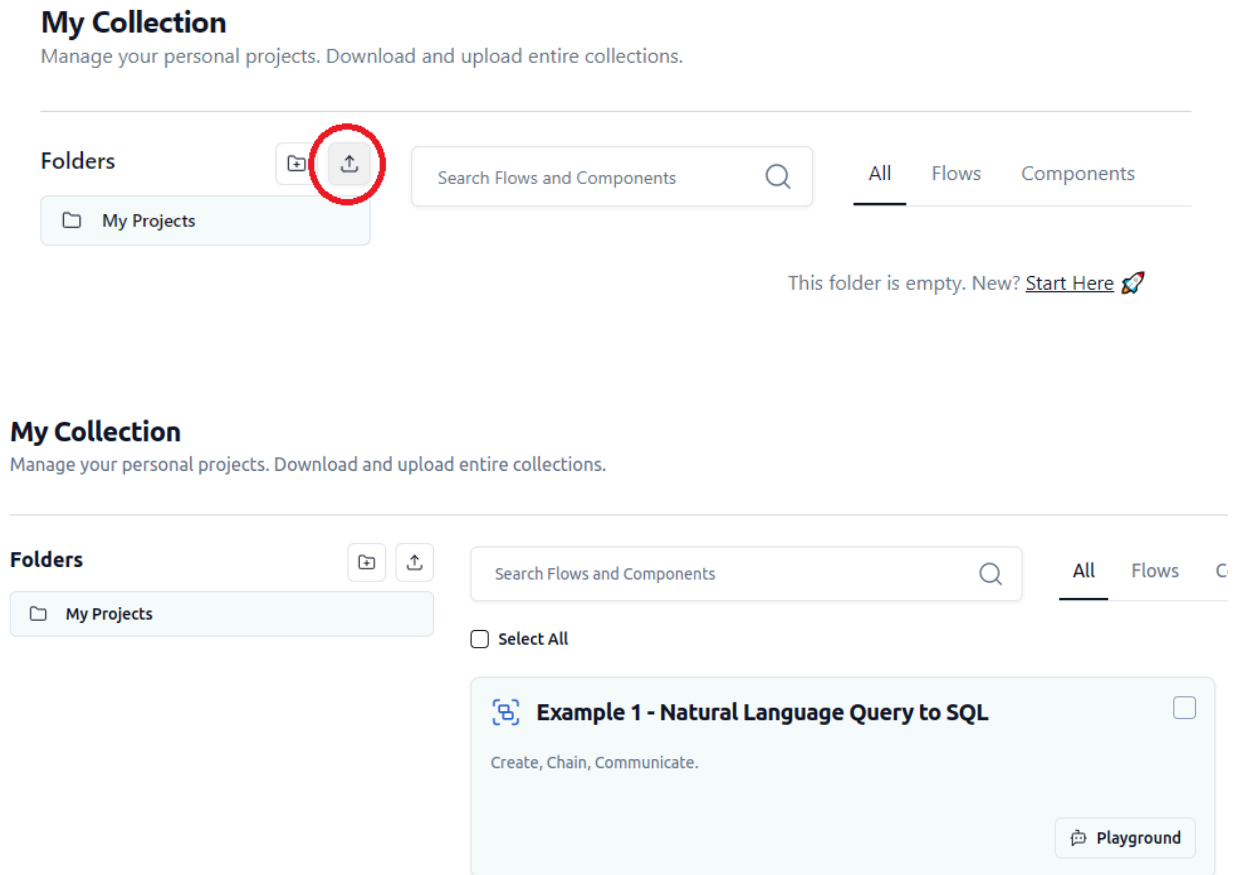 My Collection
Manage your personal projects. Download and upload entire collections.
Folders
Search Flows and Components
All
Flows
Components
My Projects
This folder is empty. New? Start Here 🚀
My Collection
Manage your personal projects. Download and upload entire collections.
Folders
Search Flows and Components
All
Flows
C
My Projects
Select All
Example 1 - Natural Language Query to SQL
Create, Chain, Communicate.
Playground